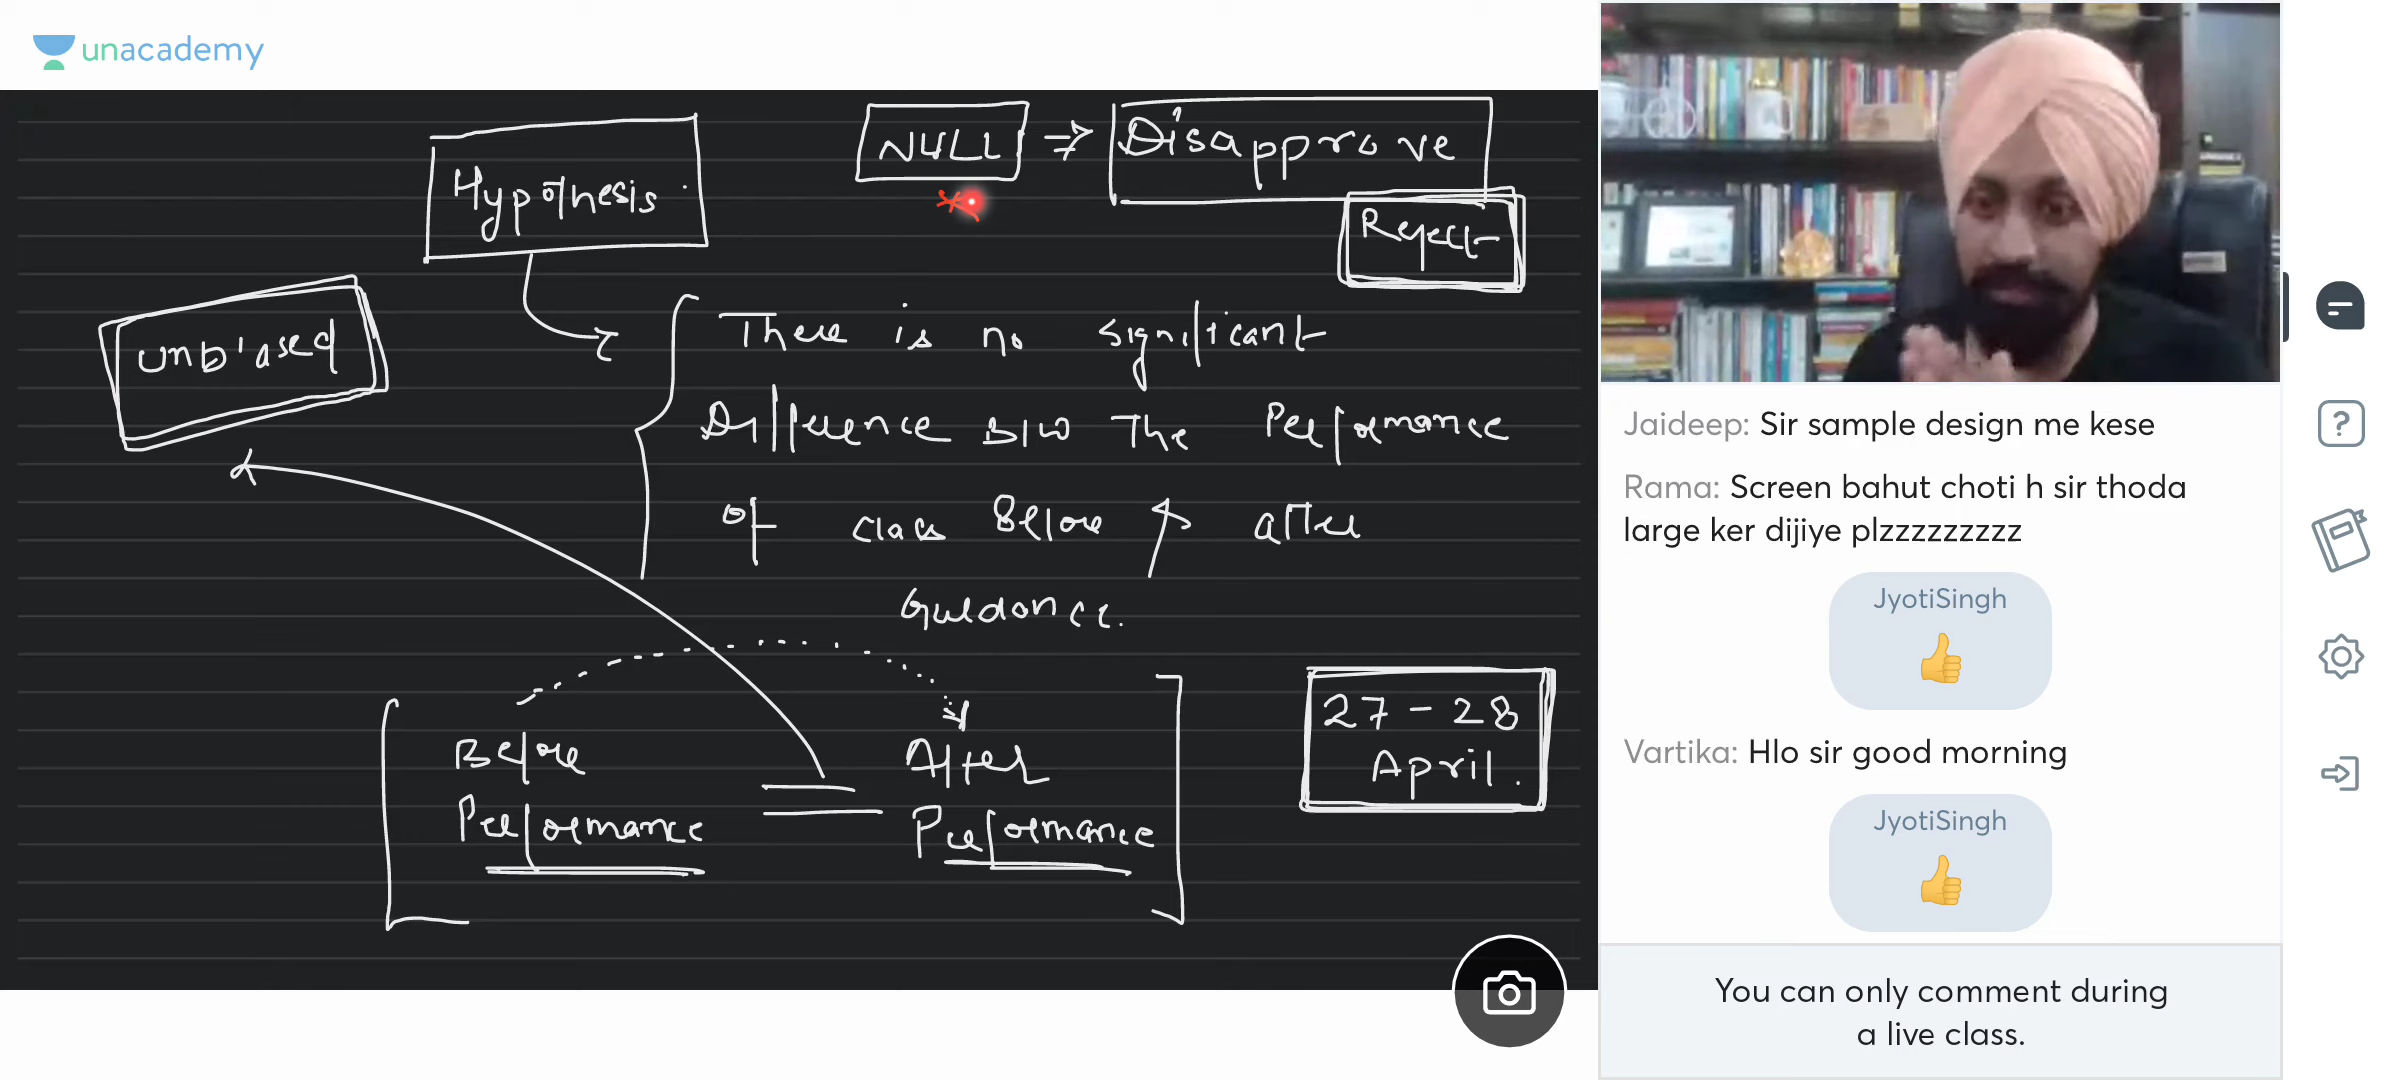 unacademy
NULL ⇒ Disapprove
Hypothesis
Reject
unbiased
There is no significant
Difference B/w The Performance
of class Before & after
Guidance.
Before
Performance
=
After
Performance
27 - 28
April.
Jaideep: Sir sample design me kese
Rama: Screen bahut choti h sir thoda
large ker dijiye plzzzzzzzzz
JyotiSingh
👍
Vartika: Hlo sir good morning
JyotiSingh
👍
You can only comment during
a live class.
?